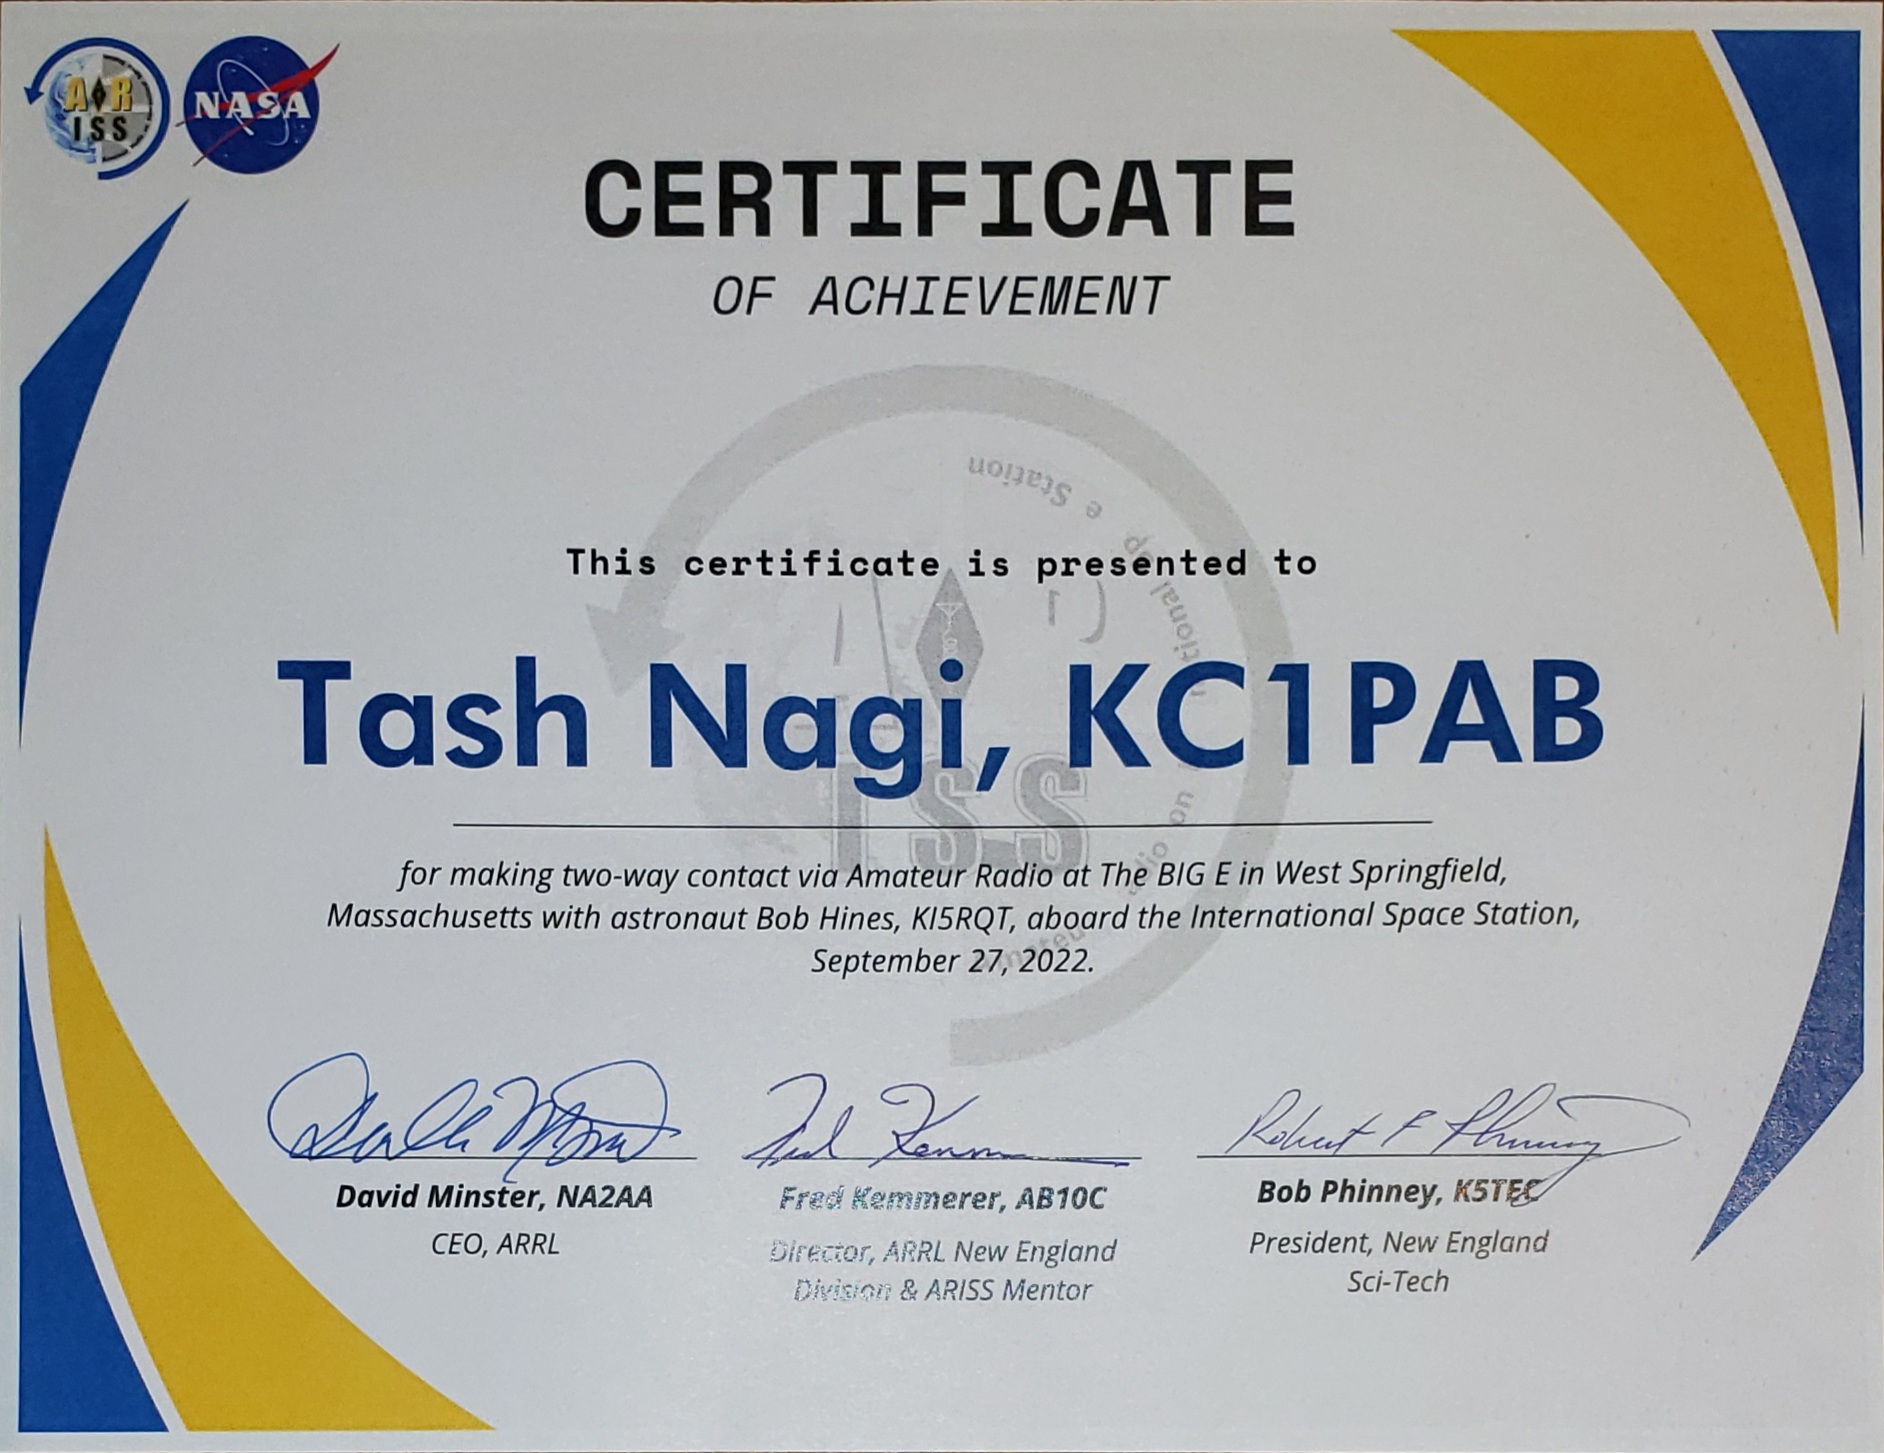 ARISS
NASA
CERTIFICATE
OF ACHIEVEMENT
This certificate is presented to
Tash Nagi, KC1PAB
for making two-way contact via Amateur Radio at The BIG E in West Springfield,
Massachusetts with astronaut Bob Hines, KI5RQT, aboard the International Space Station,
September 27, 2022.
David Minster, NA2AA
CEO, ARRL
Fred Kemmerer, AB1OC
Director, ARRL New England
Division & ARISS Mentor
Robert F Phinney
Bob Phinney, K5TEC
President, New England
Sci-Tech